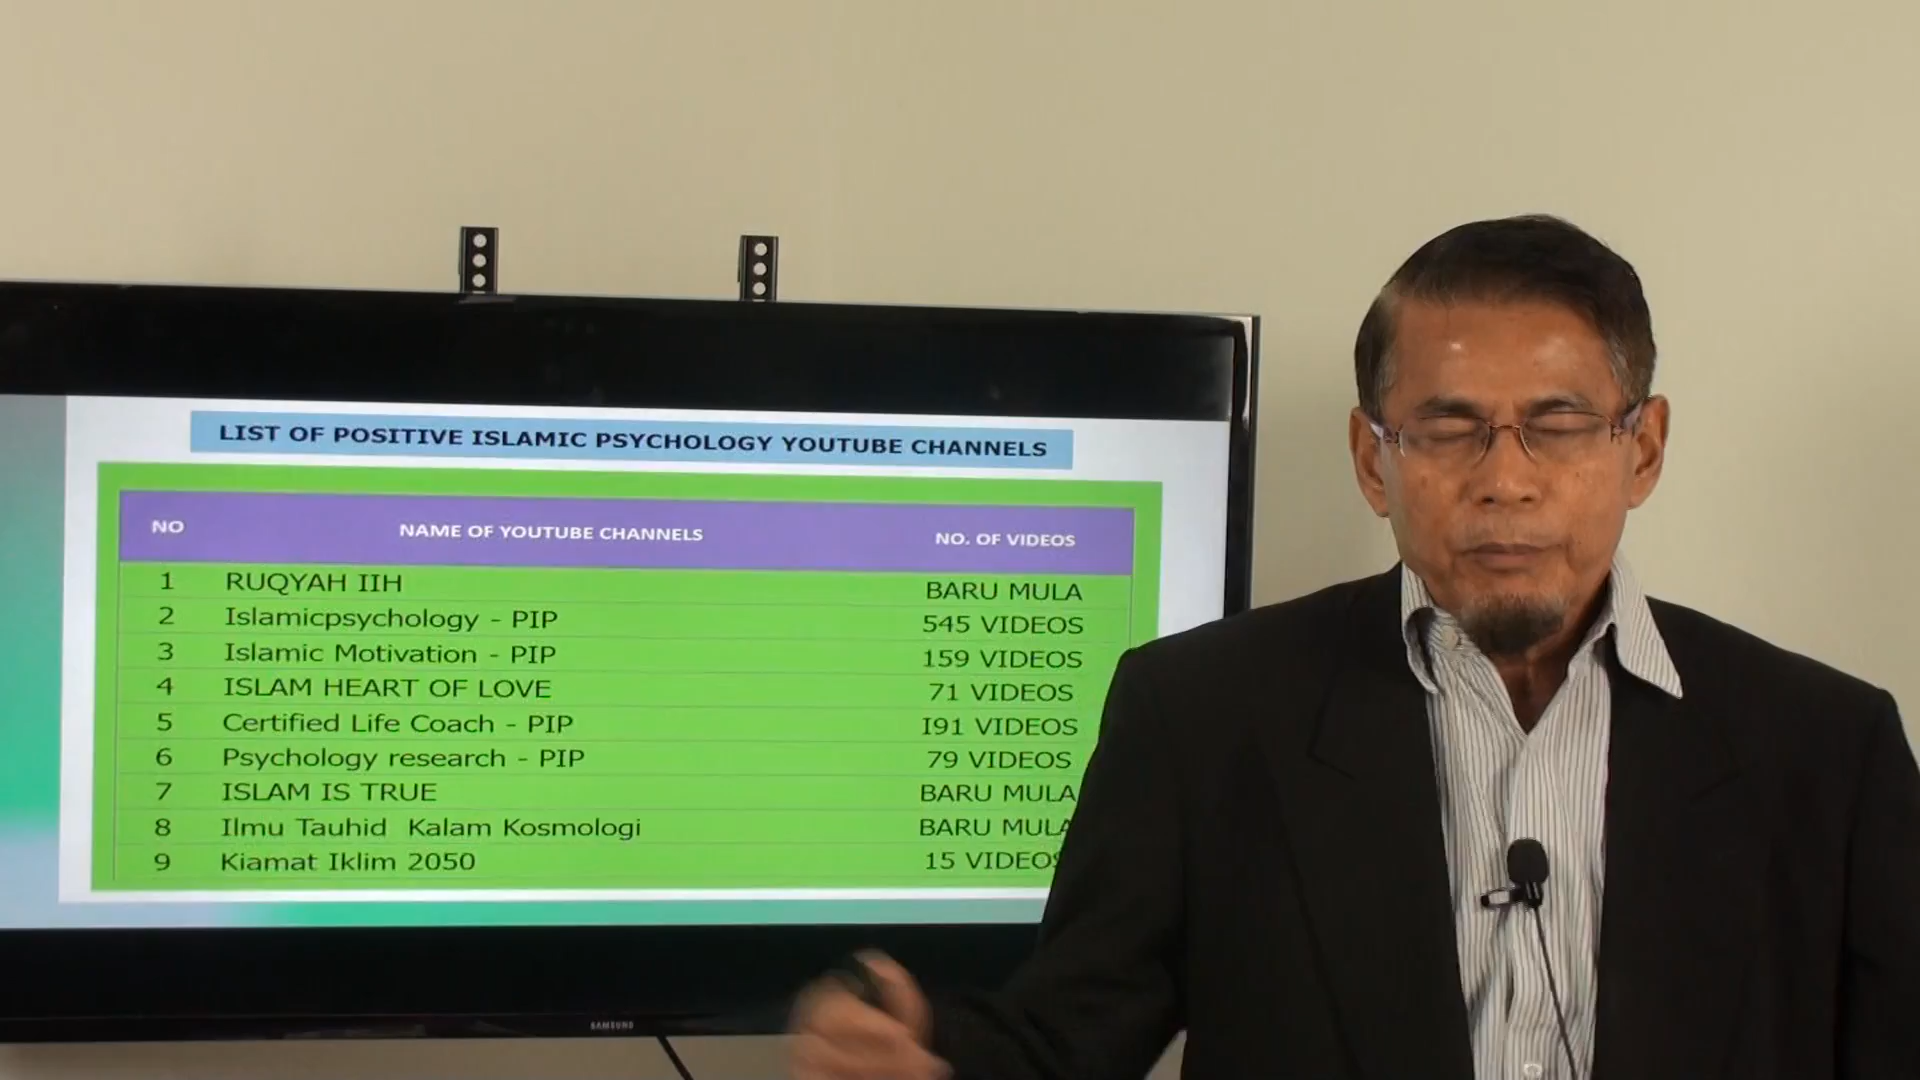 LIST OF POSITIVE ISLAMIC PSYCHOLOGY YOUTUBE CHANNELS
NO NAME OF YOUTUBE CHANNELS NO. OF VIDEOS
1 RUQYAH IIH BARU MULA
2 Islamicpsychology - PIP 545 VIDEOS
3 Islamic Motivation - PIP 159 VIDEOS
4 ISLAM HEART OF LOVE 71 VIDEOS
5 Certified Life Coach - PIP I91 VIDEOS
6 Psychology research - PIP 79 VIDEOS
7 ISLAM IS TRUE BARU MULA
8 Ilmu Tauhid Kalam Kosmologi BARU MULA
9 Kiamat Iklim 2050 15 VIDEOS
SAMSUNG